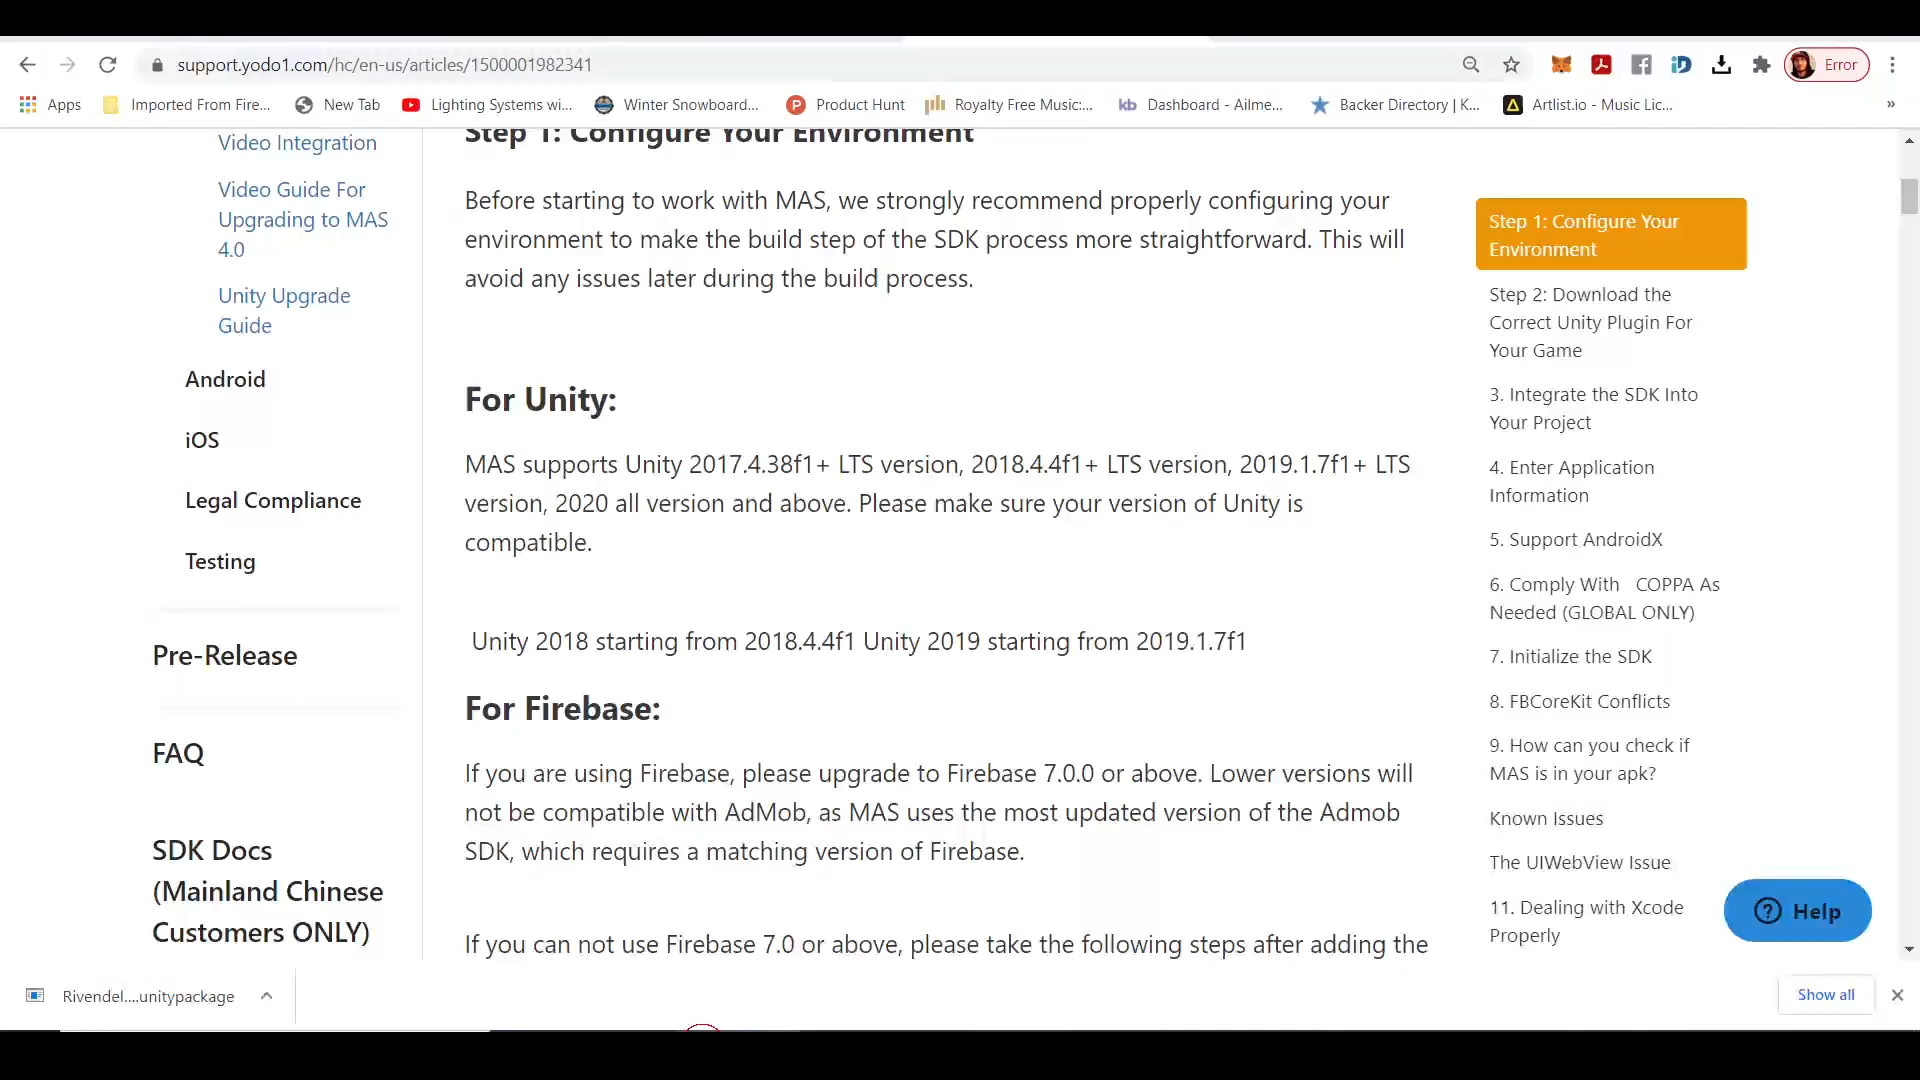 support.yodo1.com/hc/en-us/articles/1500001982341
Error
Apps
Imported From Fire...
New Tab
Lighting Systems wi...
Winter Snowboard...
Product Hunt
Royalty Free Music:...
kb
Dashboard - Ailme...
Backer Directory | K...
Artlist.io - Music Lic...
»
Video Integration
Video Guide For
Upgrading to MAS
4.0
Unity Upgrade
Guide
Android
iOS
Legal Compliance
Testing
Pre-Release
FAQ
SDK Docs
(Mainland Chinese
Customers ONLY)
Step 1: Configure Your Environment
Before starting to work with MAS, we strongly recommend properly configuring your
environment to make the build step of the SDK process more straightforward. This will
avoid any issues later during the build process.
For Unity:
MAS supports Unity 2017.4.38f1+ LTS version, 2018.4.4f1+ LTS version, 2019.1.7f1+ LTS
version, 2020 all version and above. Please make sure your version of Unity is
compatible.
Unity 2018 starting from 2018.4.4f1 Unity 2019 starting from 2019.1.7f1
For Firebase:
If you are using Firebase, please upgrade to Firebase 7.0.0 or above. Lower versions will
not be compatible with AdMob, as MAS uses the most updated version of the Admob
SDK, which requires a matching version of Firebase.
If you can not use Firebase 7.0 or above, please take the following steps after adding the
Step 1: Configure Your
Environment
Step 2: Download the
Correct Unity Plugin For
Your Game
3. Integrate the SDK Into
Your Project
4. Enter Application
Information
5. Support AndroidX
6. Comply With COPPA As
Needed (GLOBAL ONLY)
7. Initialize the SDK
8. FBCoreKit Conflicts
9. How can you check if
MAS is in your apk?
Known Issues
The UIWebView Issue
11. Dealing with Xcode
Properly
Help
Rivendel....unitypackage
Show all